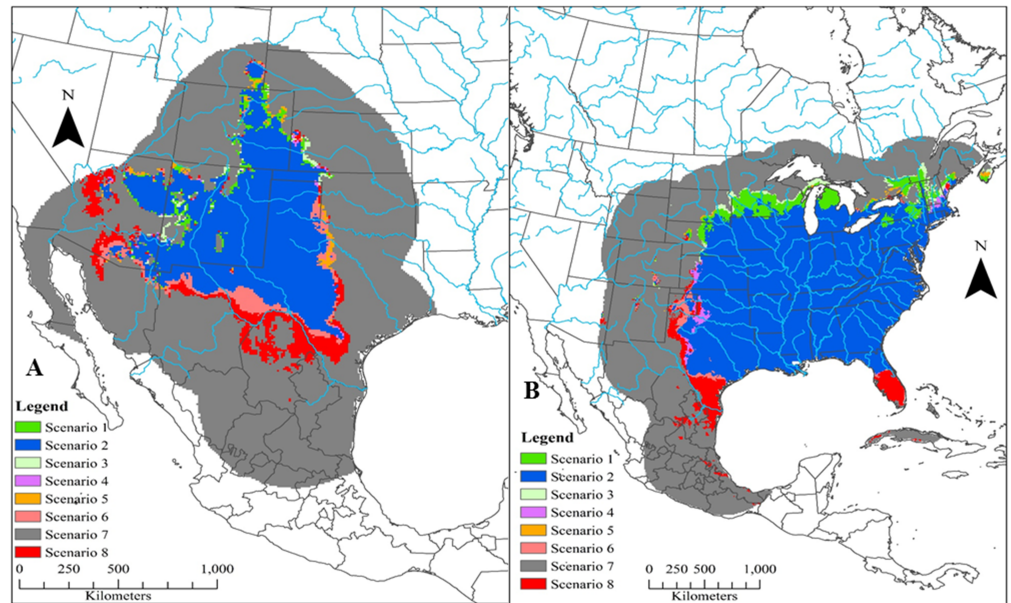 N
A
Legend
Scenario 1
Scenario 2
Scenario 3
Scenario 4
Scenario 5
Scenario 6
Scenario 7
Scenario 8
0 250 500 1,000
Kilometers
N
B
Legend
Scenario 1
Scenario 2
Scenario 3
Scenario 4
Scenario 5
Scenario 6
Scenario 7
Scenario 8
0 250 500 1,000
Kilometers